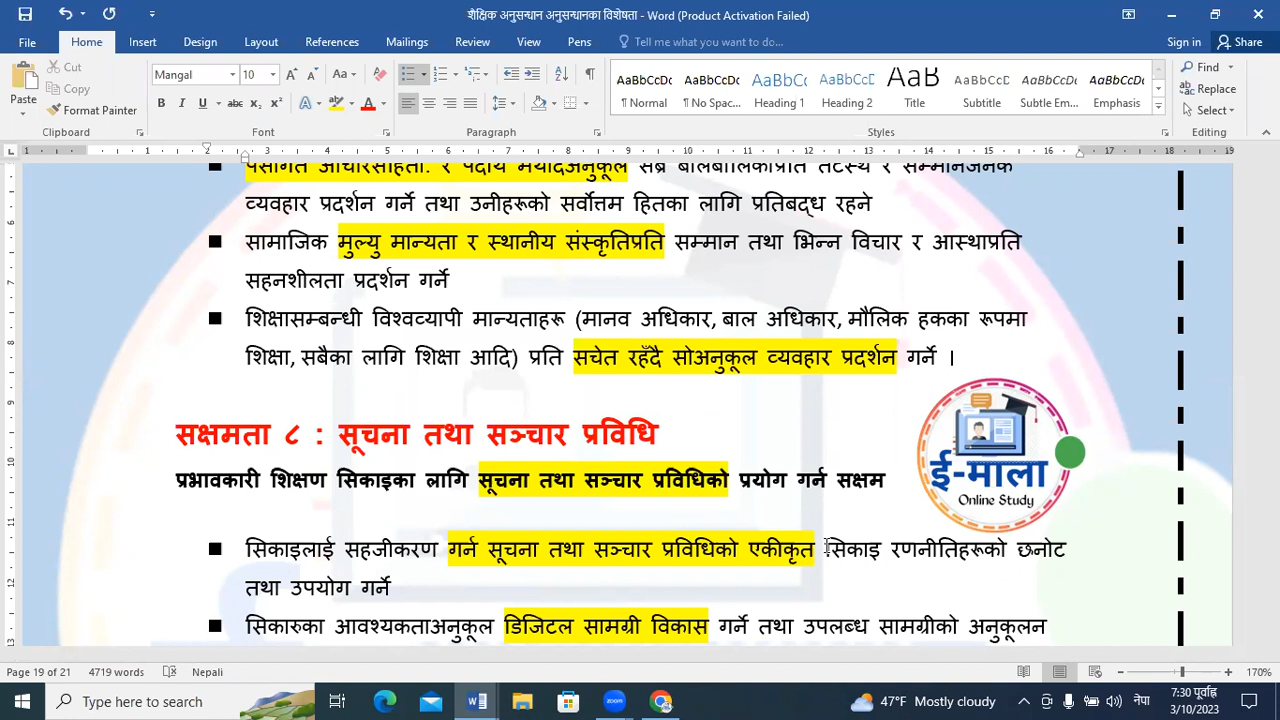 शैक्षिक अनुसन्धान अनुसन्धानका विशेषता - Word (Product Activation Failed)
File Home Insert Design Layout References Mailings Review View Pens Tell me what you want to do... Sign in Share
Cut
Copy
Format Painter
Paste
Mangal 10
AaBbCcDc AaBbCcDc AaBbCcI AaBbCcD AaB AaBbCcD AaBbCcDı AaBbCcDı
¶ Normal ¶ No Spac... Heading 1 Heading 2 Title Subtitle Subtle Em... Emphasis
Find
Replace
Select
Clipboard Font Paragraph Styles Editing
व्यवहार प्रदर्शन गर्ने तथा उनीहरूको सर्वोत्तम हितका लागि प्रतिबद्ध रहने
सामाजिक मुल्यु मान्यता र स्थानीय संस्कृतिप्रति सम्मान तथा भिन्न विचार र आस्थाप्रति
सहनशीलता प्रदर्शन गर्ने
शिक्षासम्बन्धी विश्वव्यापी मान्यताहरू (मानव अधिकार, बाल अधिकार, मौलिक हकका रूपमा
शिक्षा, सबैका लागि शिक्षा आदि) प्रति सचेत रहँदै सोअनुकूल व्यवहार प्रदर्शन गर्ने ।
सक्षमता ८ : सूचना तथा सञ्चार प्रविधि
प्रभावकारी शिक्षण सिकाइका लागि सूचना तथा सञ्चार प्रविधिको प्रयोग गर्न सक्षम
ई-माला
Online Study
सिकाइलाई सहजीकरण गर्न सूचना तथा सञ्चार प्रविधिको एकीकृत सिकाइ रणनीतिहरूको छनोट
तथा उपयोग गर्ने
सिकारुका आवश्यकताअनुकूल डिजिटल सामग्री विकास गर्ने तथा उपलब्ध सामग्रीको अनुकूलन
Page 19 of 21 4719 words Nepali 170%
Type here to search
zoom
47°F Mostly cloudy
नेपा
7:30 पूर्वाह्न
3/10/2023